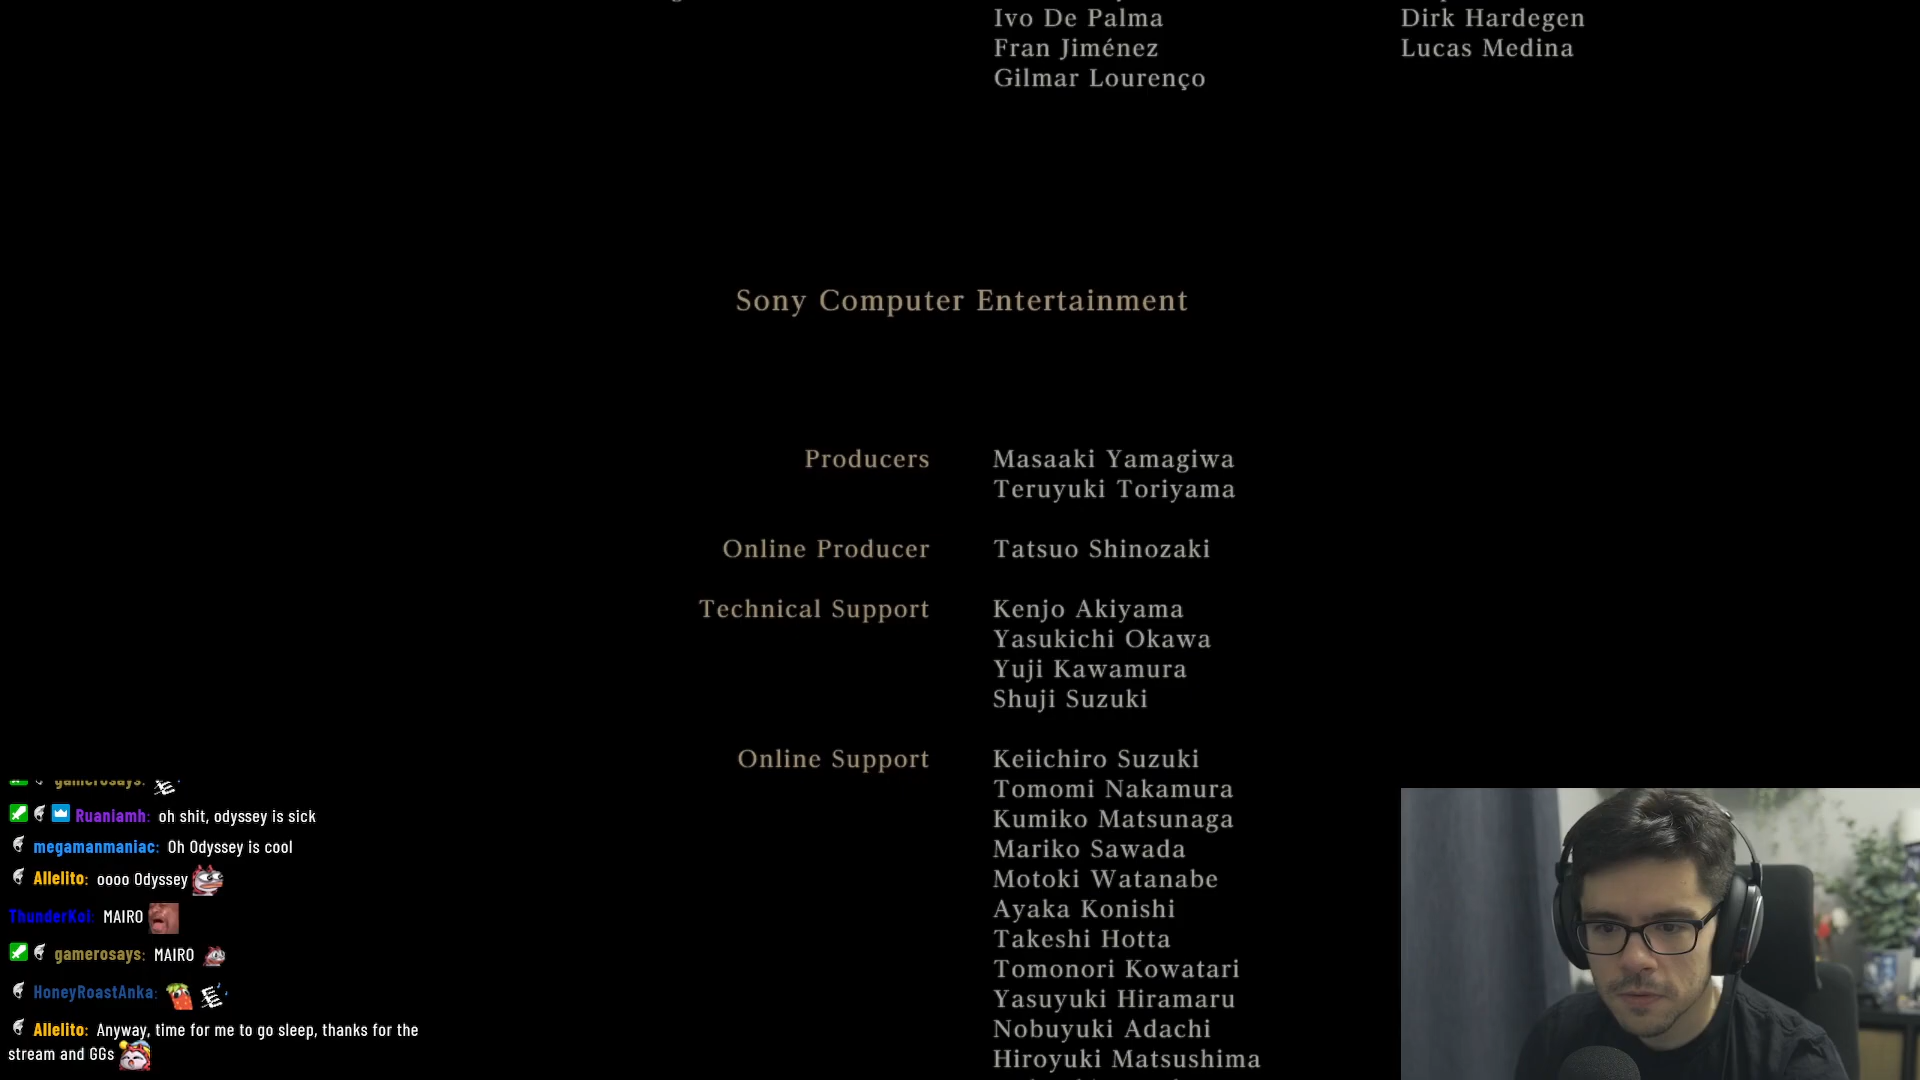 Ivo De Palma
Fran Jiménez
Gilmar Lourenço
Dirk Hardegen
Lucas Medina
Sony Computer Entertainment
Producers
Masaaki Yamagiwa
Teruyuki Toriyama
Online Producer
Tatsuo Shinozaki
Technical Support
Kenjo Akiyama
Yasukichi Okawa
Yuji Kawamura
Shuji Suzuki
Online Support
Keiichiro Suzuki
Tomomi Nakamura
Kumiko Matsunaga
Mariko Sawada
Motoki Watanabe
Ayaka Konishi
Takeshi Hotta
Tomonori Kowatari
Yasuyuki Hiramaru
Nobuyuki Adachi
Hiroyuki Matsushima
gamerosays:
Ruaniamh: oh shit, odyssey is sick
megamanmaniac: Oh Odyssey is cool
Allelito: oooo Odyssey
ThunderKol: MAIRO
gamerosays: MAIRO
HoneyRoastAnka:
Allelito: Anyway, time for me to go sleep, thanks for the
stream and GGs